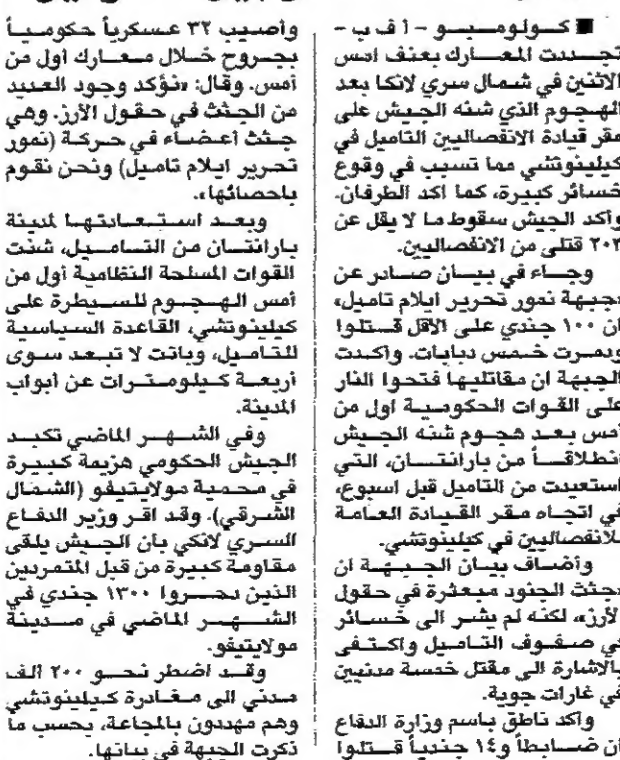 ■ كولومبو - أ ف ب -
تجددت المعارك بعنف امس
الاثنين في شمال سري لانكا بعد
الهجوم الذي شنه الجيش على
مقر قيادة الانفصاليين التاميل في
كيلينوتشي مما تسبب في وقوع
خسائر كبيرة، كما اكد الطرفان.
وأكد الجيش سقوط ما لا يقل عن
٢٠٣ قتلى من الانفصاليين.
وجاء في بيان صادر عن
«جبهة نمور تحرير ايلام تاميل»
ان ١٠٠ جندي على الاقل قتلوا
ودمرت خمس دبابات. وأكدت
الجبهة ان مقاتليها فتحوا النار
على القوات الحكومية اول من
أمس بعد هجوم شنه الجيش
انطلاقاً من بارانتان، التي
استعيدت من التاميل قبل اسبوع،
في اتجاه مقر القيادة العامة
للانفصاليين في كيلينوتشي.
وأضاف بيان الجبهة ان
«جثث الجنود مبعثرة في حقول
الأرز»، لكنه لم يشر الى خسائر
في صفوف التاميل واكتفى
بالاشارة الى مقتل خمسة مدنيين
في غارات جوية.
واكد ناطق باسم وزارة الدفاع
أن ضابطاً و١٤ جندياً قتلوا
وأصيب ٣٢ عسكرياً حكومياً
بجروح خلال معارك أول من
أمس. وقال: «نؤكد وجود العديد
من الجثث في حقول الأرز. وهي
جثث أعضاء في حركة (نمور
تحرير ايلام تاميل) ونحن نقوم
باحصائها».
وبعد استعادتها لمدينة
بارانتان من التاميل، شنت
القوات المسلحة النظامية أول من
أمس الهجوم للسيطرة على
كيلينوتشي، القاعدة السياسية
للتاميل، وباتت لا تبعد سوى
أربعة كيلومترات عن أبواب
المدينة.
وفي الشهر الماضي تكبد
الجيش الحكومي هزيمة كبيرة
في محمية مولايتيفو (الشمال
الشرقي). وقد اقر وزير الدفاع
السري لانكي بأن الجيش يلقى
مقاومة كبيرة من قبل المتمردين
الذين دحروا ١٣٠٠ جندي في
الشهر الماضي في مدينة
مولايتيفو.
وقد اضطر نحو ٢٠٠ الف
مدني الى مغادرة كيلينوتشي
وهم مهددون بالمجاعة، بحسب ما
ذكرت الجبهة في بيانها.